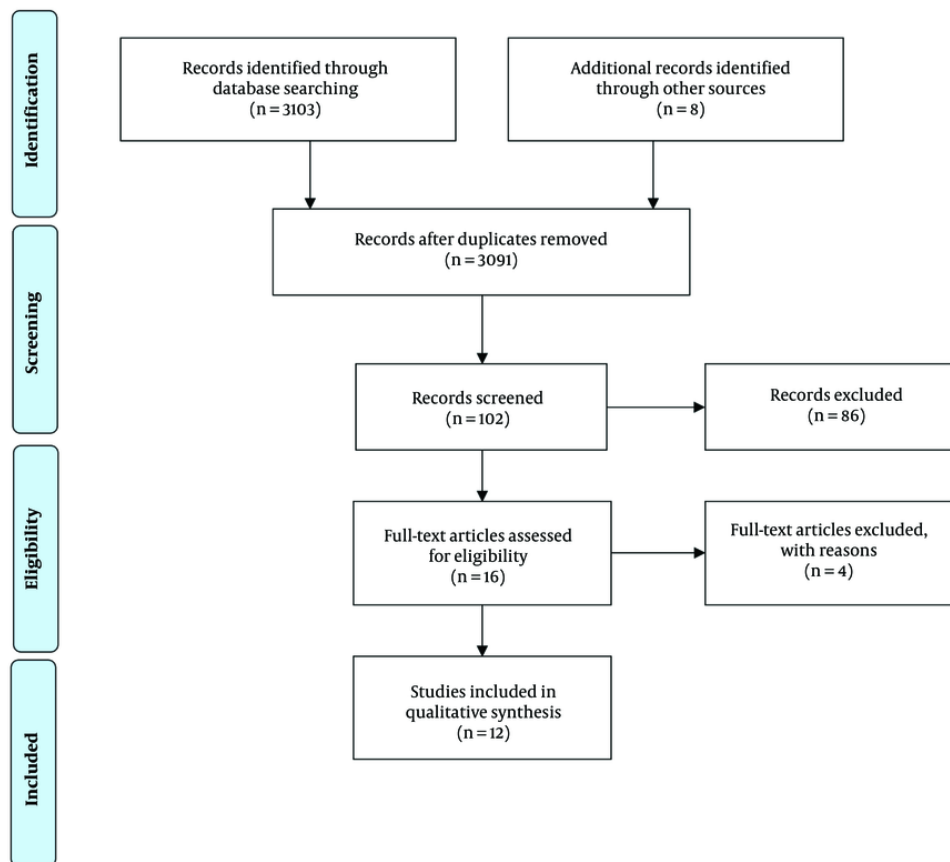 Identification
Records identified through
database searching
(n = 3103)
Additional records identified
through other sources
(n = 8)
Screening
Records after duplicates removed
(n = 3091)
Records screened
(n = 102)
Records excluded
(n = 86)
Eligibility
Full-text articles assessed
for eligibility
(n = 16)
Full-text articles excluded,
with reasons
(n = 4)
Included
Studies included in
qualitative synthesis
(n = 12)